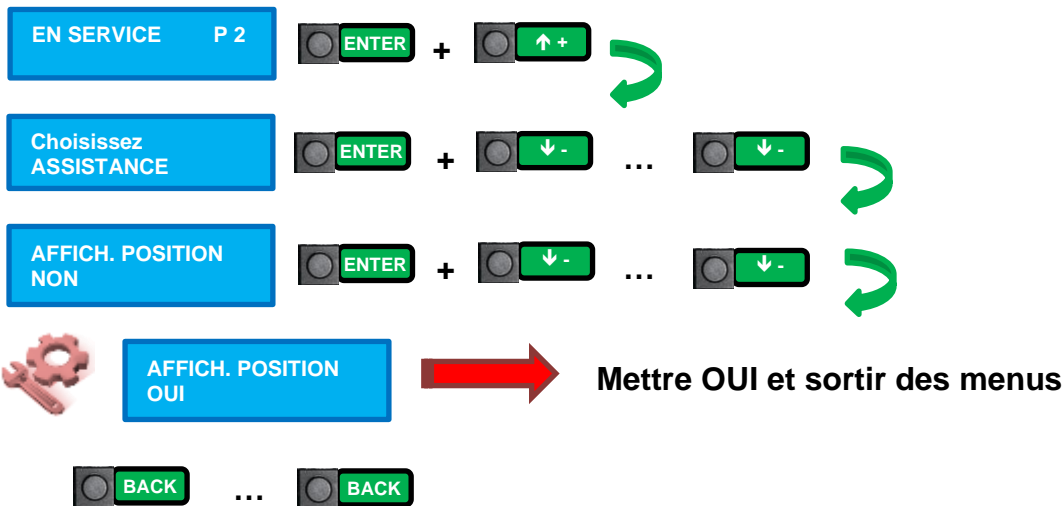 EN SERVICE P 2 ENTER + ↑ +
Choisissez
ASSISTANCE ENTER + ↓ - ... ↓ -
AFFICH. POSITION
NON ENTER + ↓ - ... ↓ -
AFFICH. POSITION
OUI
Mettre OUI et sortir des menus
BACK ... BACK